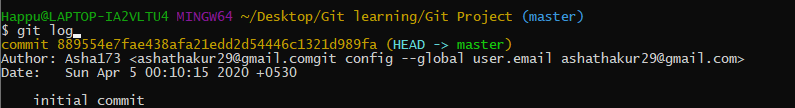 Happu@LAPTOP-IA2VLTU4 MINGW64 ~/Desktop/Git learning/Git Project (master)
$ git log
commit 889554e7fae438afa21edd2d54446c1321d989fa (HEAD -> master)
Author: Asha173 <ashathakur29@gmail.comgit config --global user.email ashathakur29@gmail.com>
Date:   Sun Apr 5 00:10:15 2020 +0530
    initial commit